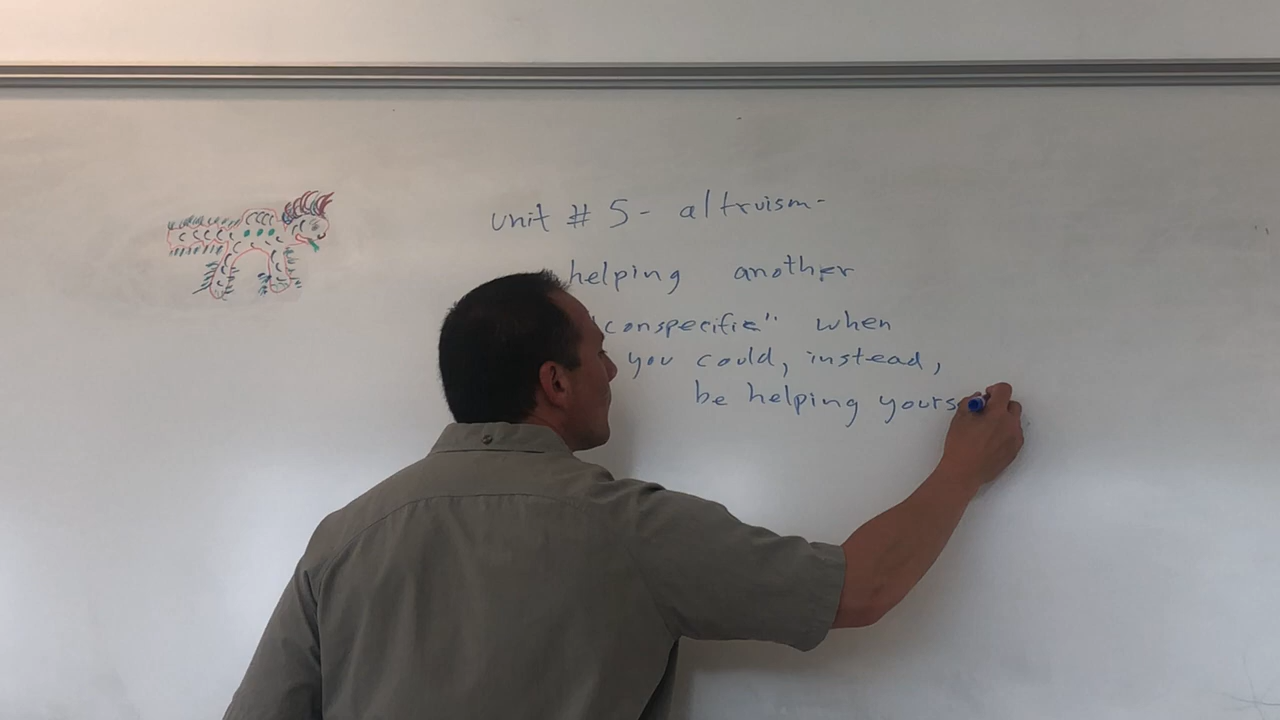 unit # 5 - altruism-
helping another
"conspecific" when
you could, instead,
be helping yours